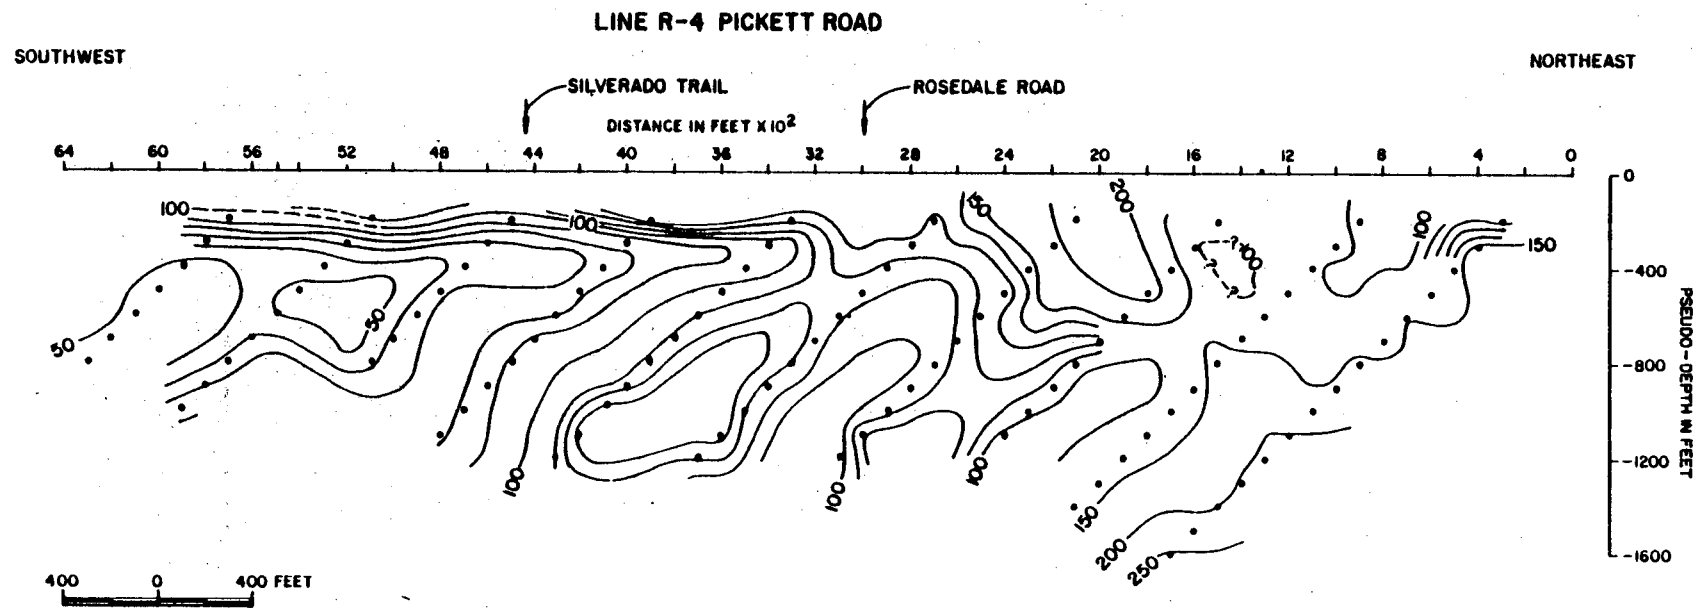 LINE R-4 PICKETT ROAD
SOUTHWEST
NORTHEAST
SILVERADO TRAIL
ROSEDALE ROAD
DISTANCE IN FEET X 10²
64 60 56 52 48 44 40 36 32 28 24 20 16 12 8 4 0
0
-400
-800
-1200
-1600
PSEUDO-DEPTH IN FEET
100
100
150
200
100
150
?
?
?
50
50
100
100
100
150
200
250
400 0 400 FEET